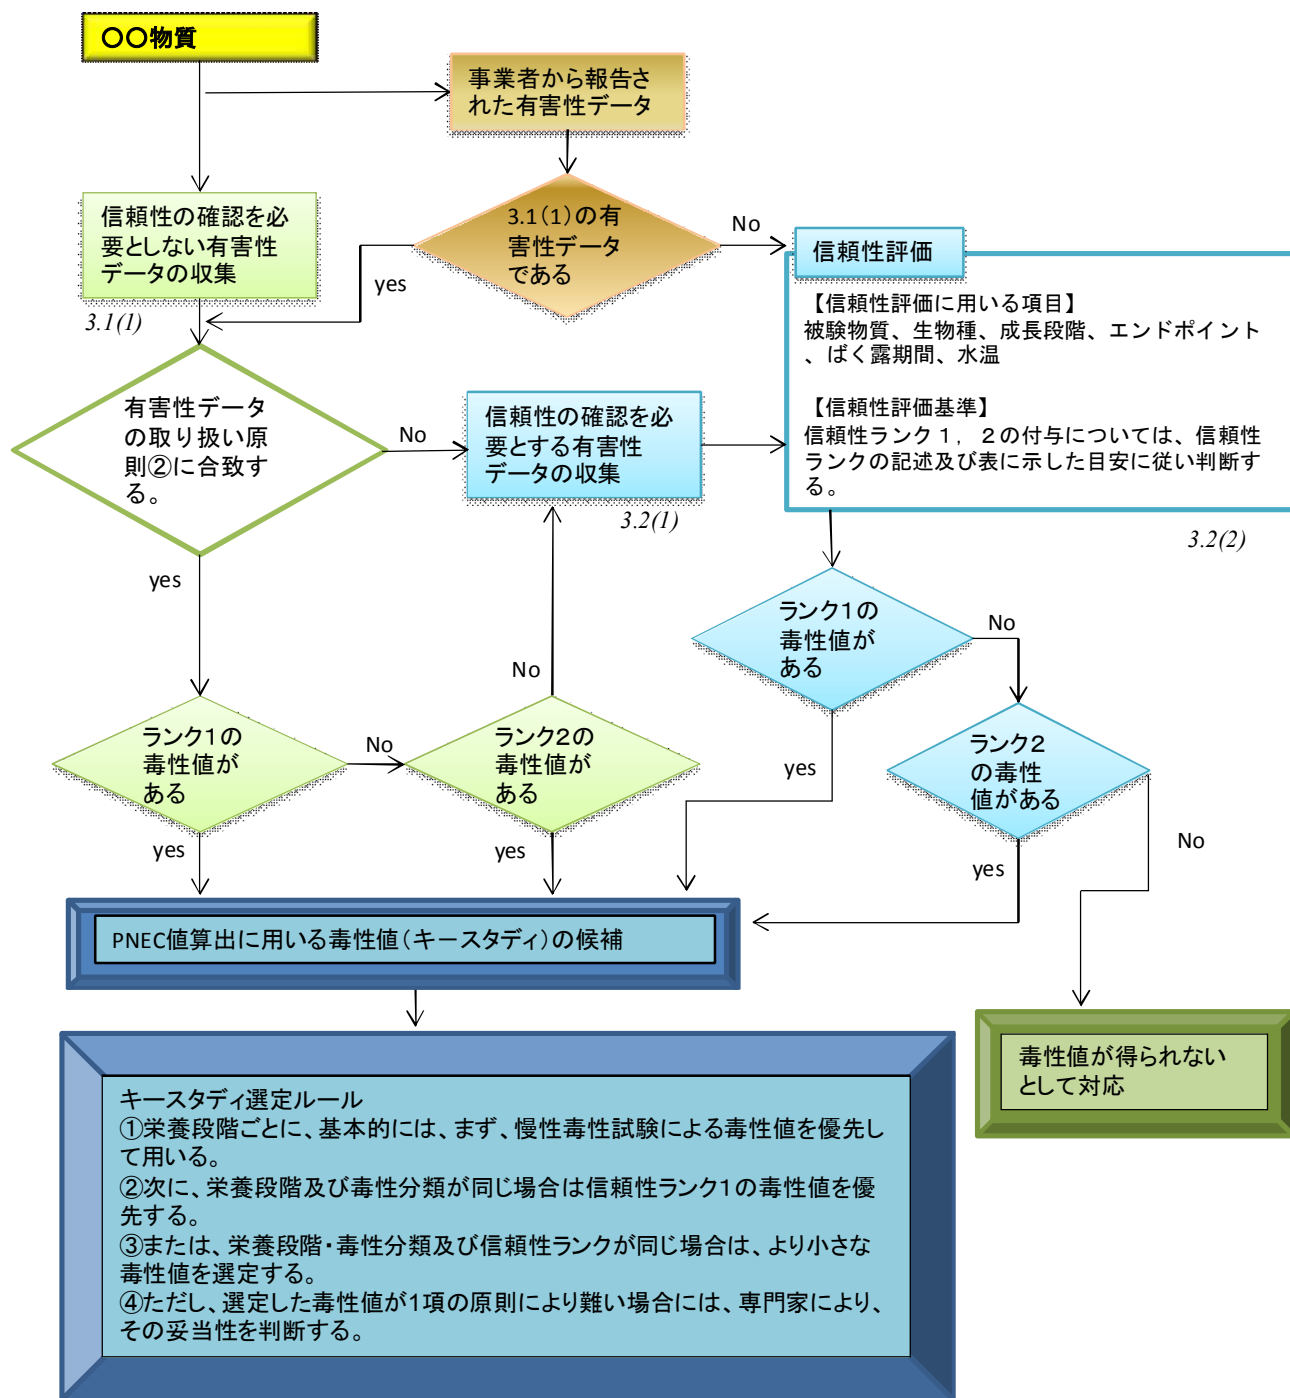 〇〇物質
事業者から報告さ
れた有害性データ
信頼性の確認を必
要としない有害性
データの収集
3.1(1)
3.1(1)の有
害性データ
である
No
yes
信頼性評価
【信頼性評価に用いる項目】
被験物質、生物種、成長段階、エンドポイント
、ばく露期間、水温
【信頼性評価基準】
信頼性ランク1, 2の付与については、信頼性
ランクの記述及び表に示した目安に従い判断す
る。
3.2(2)
有害性データ
の取り扱い原
則②に合致す
る。
No
yes
信頼性の確認を必
要とする有害性
データの収集
3.2(1)
No
ランク1の
毒性値が
ある
No
yes
ランク2の
毒性値が
ある
yes
ランク1の
毒性値が
ある
No
yes
ランク2
の毒性
値がある
No
yes
PNEC値算出に用いる毒性値(キースタディ)の候補
毒性値が得られない
として対応
キースタディ選定ルール
①栄養段階ごとに、基本的には、まず、慢性毒性試験による毒性値を優先し
て用いる。
②次に、栄養段階及び毒性分類が同じ場合は信頼性ランク1の毒性値を優
先する。
③または、栄養段階・毒性分類及び信頼性ランクが同じ場合は、より小さな
毒性値を選定する。
④ただし、選定した毒性値が1項の原則により難い場合には、専門家により、
その妥当性を判断する。